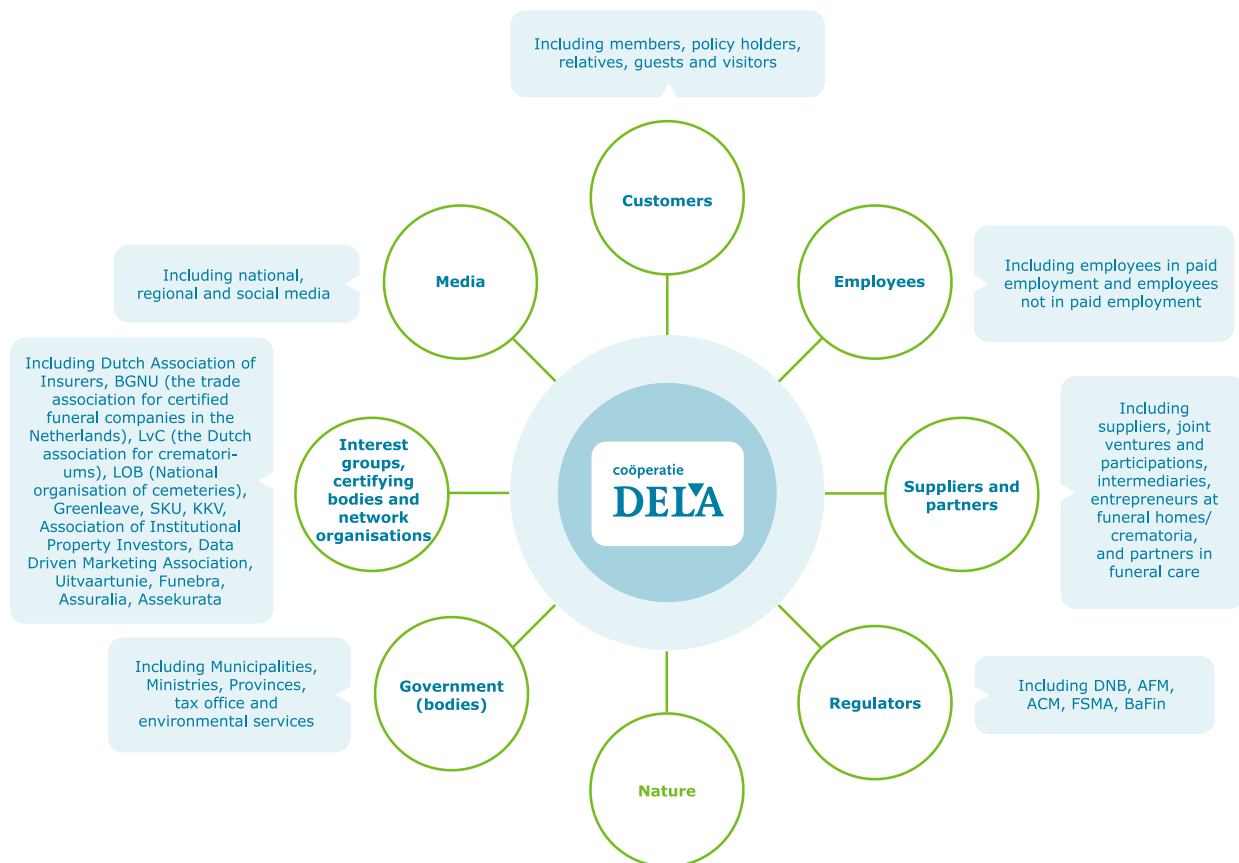 Including members, policy holders,
relatives, guests and visitors
Customers
Media
Including national,
regional and social media
Employees
Including employees in paid
employment and employees
not in paid employment
Including Dutch Association of
Insurers, BGNU (the trade
association for certified
funeral companies in the
Netherlands), LvC (the Dutch
association for crematori-
ums), LOB (National
organisation of cemeteries),
Greenleave, SKU, KKV,
Association of Institutional
Property Investors, Data
Driven Marketing Association,
Uitvaartunie, Funebra,
Assuralia, Assekurata
Interest
groups,
certifying
bodies and
network
organisations
coöperatie
DELA
Suppliers and
partners
Including
suppliers, joint
ventures and
participations,
intermediaries,
entrepreneurs at
funeral homes/
crematoria,
and partners in
funeral care
Including Municipalities,
Ministries, Provinces,
tax office and
environmental services
Government
(bodies)
Regulators
Including DNB, AFM,
ACM, FSMA, BaFin
Nature